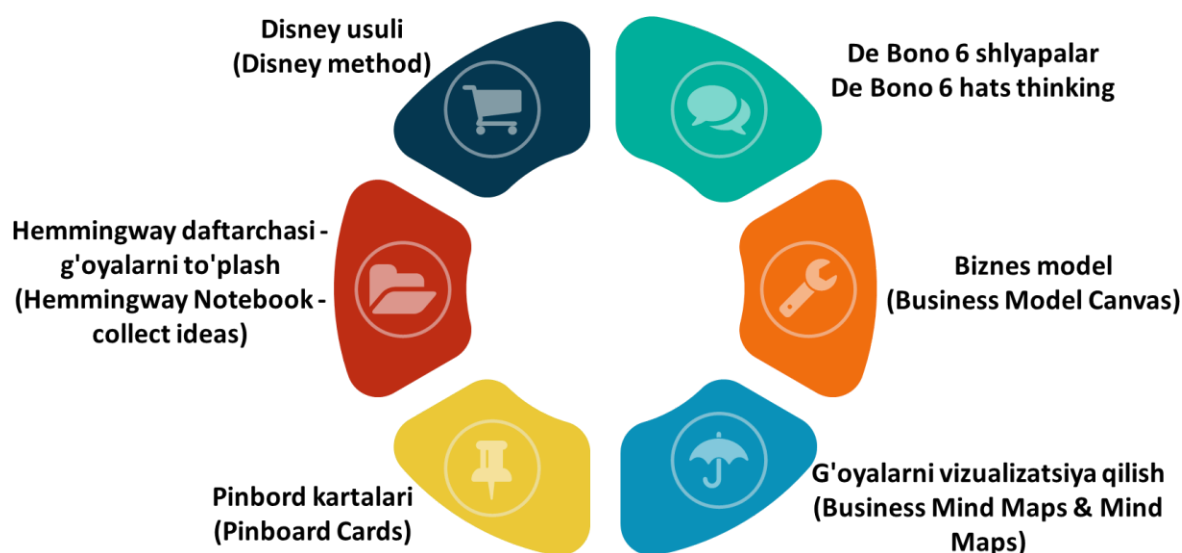 Disney usuli
(Disney method)
De Bono 6 shlyapalar
De Bono 6 hats thinking
Hemmingway daftarchasi -
g'oyalarni to'plash
(Hemmingway Notebook -
collect ideas)
Biznes model
(Business Model Canvas)
Pinbord kartalari
(Pinboard Cards)
G'oyalarni vizualizatsiya qilish
(Business Mind Maps & Mind
Maps)